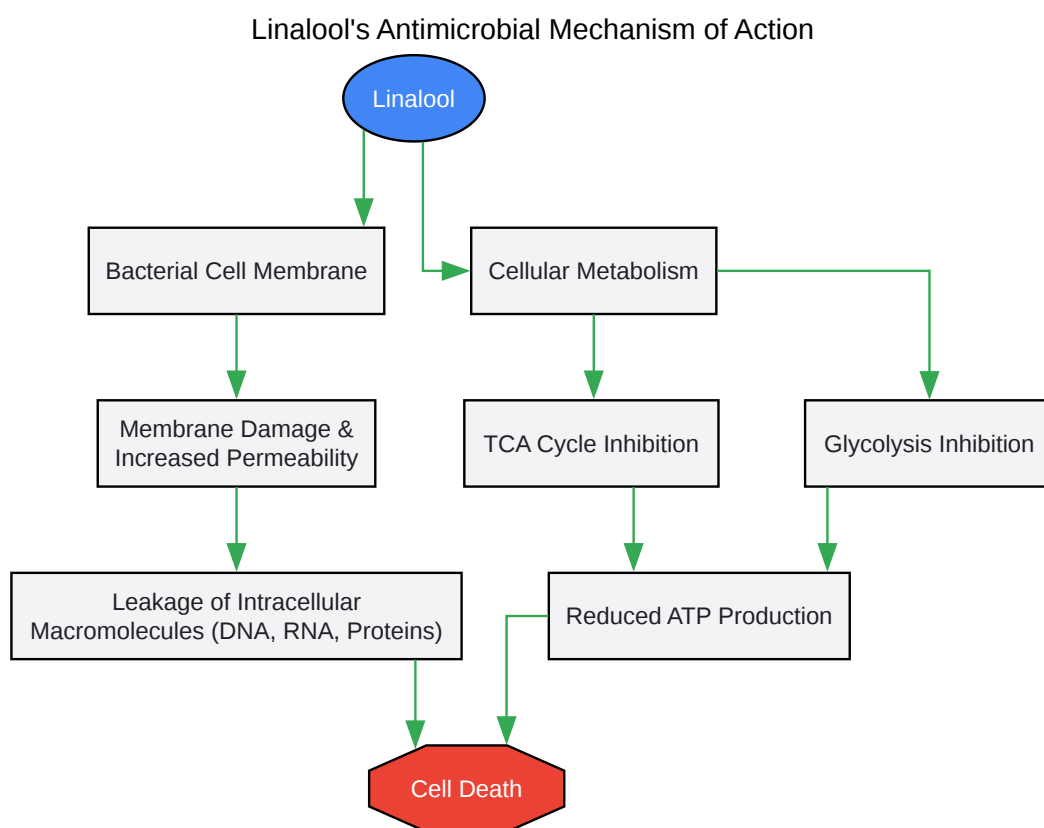 Linalool's Antimicrobial Mechanism of Action
Linalool
Bacterial Cell Membrane
Cellular Metabolism
Membrane Damage &
Increased Permeability
TCA Cycle Inhibition
Glycolysis Inhibition
Leakage of Intracellular
Macromolecules (DNA, RNA, Proteins)
Reduced ATP Production
Cell Death